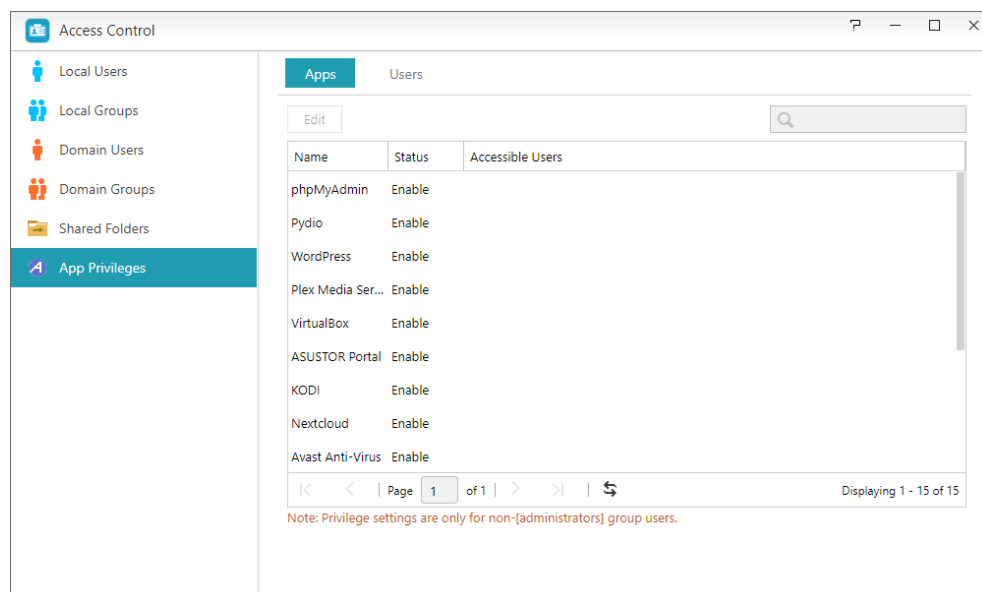 Access Control
Local Users
Local Groups
Domain Users
Domain Groups
Shared Folders
App Privileges
Apps Users
Edit
Name Status Accessible Users
phpMyAdmin Enable
Pydio Enable
WordPress Enable
Plex Media Ser... Enable
VirtualBox Enable
ASUSTOR Portal Enable
KODI Enable
Nextcloud Enable
Avast Anti-Virus Enable
Page 1 of 1 Displaying 1 - 15 of 15
Note: Privilege settings are only for non-[administrators] group users.